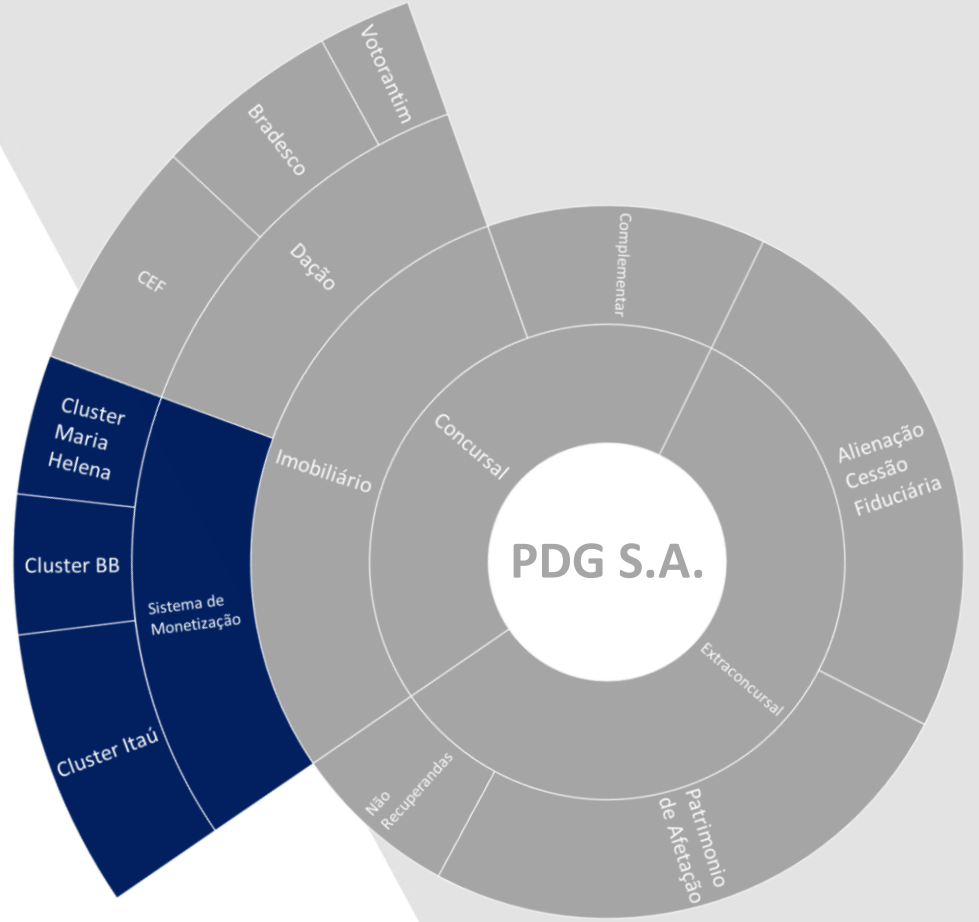 Votorantim
Bradesco
CEF
Dação
Complementar
Cluster
Maria
Helena
Cluster BB
Cluster Itaú
Sistema de
Monetização
Imobiliário
Concursal
PDG S.A.
Extraconcursal
Alienação
Cessão
Fiduciária
Não
Recuperandas
Patrimonio
de Afetação